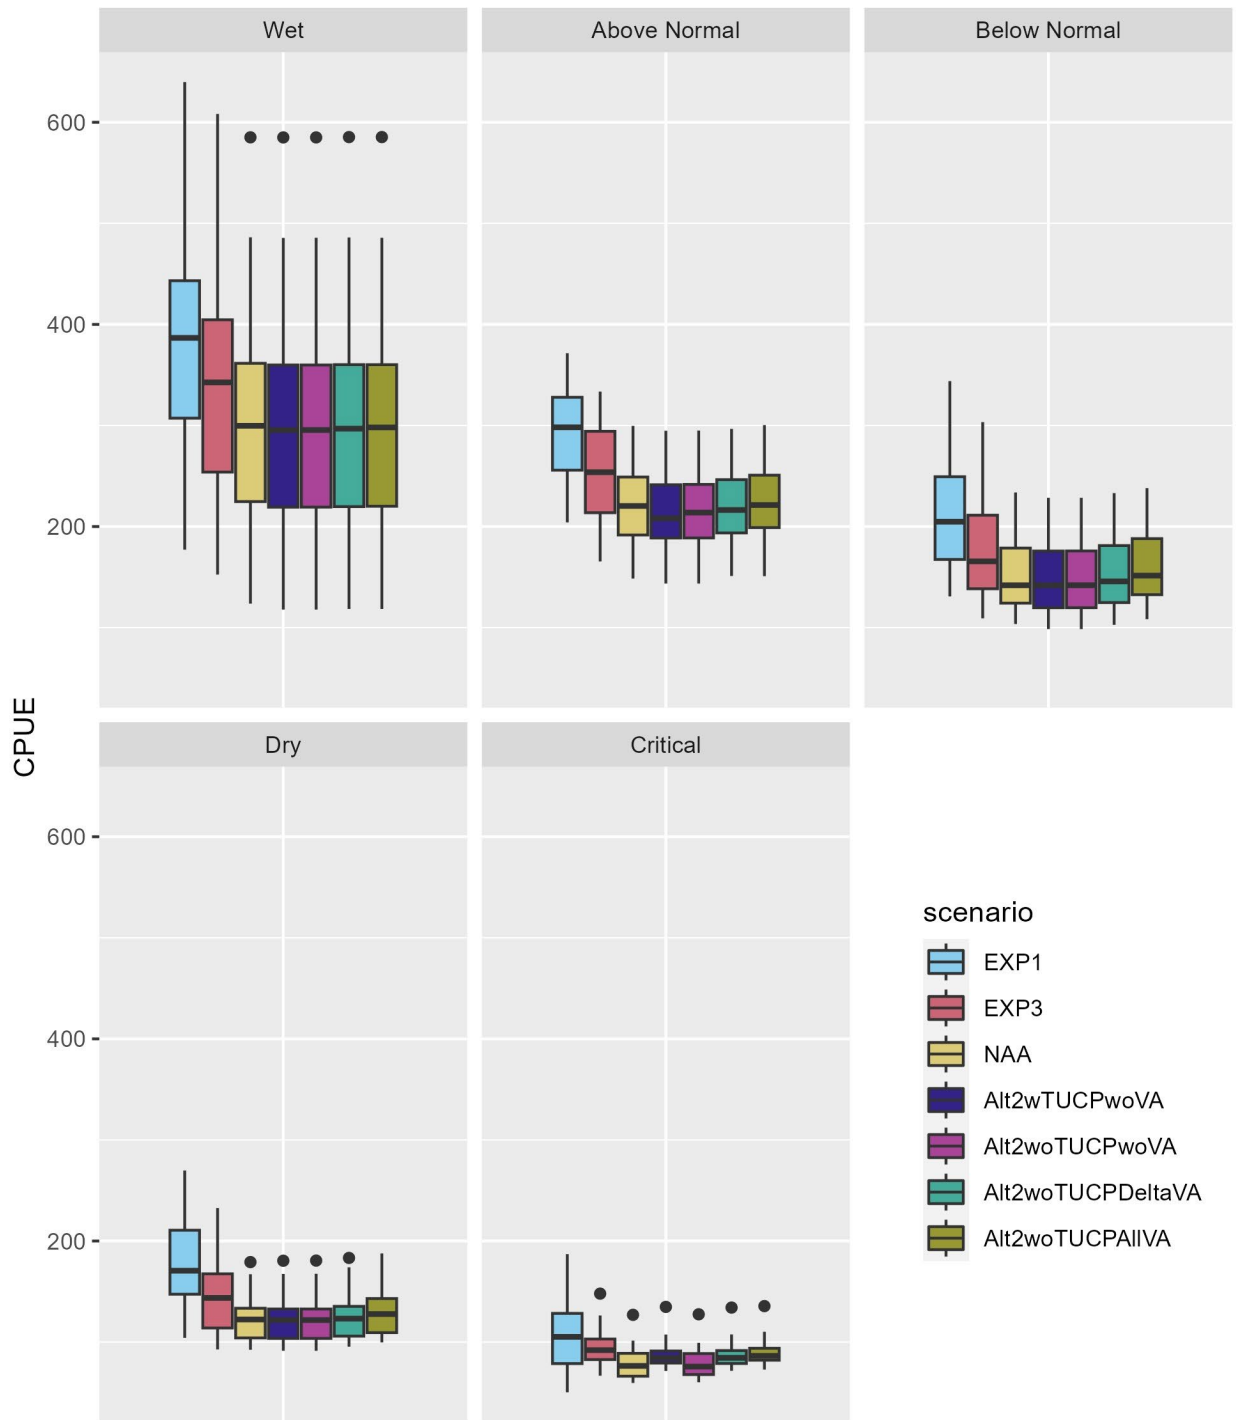 Wet
Above Normal
Below Normal
600
400
200
CPUE
Dry
Critical
600
400
200
scenario
EXP1
EXP3
NAA
Alt2wTUCPwoVA
Alt2woTUCPwoVA
Alt2woTUCPDeltaVA
Alt2woTUCPAllVA